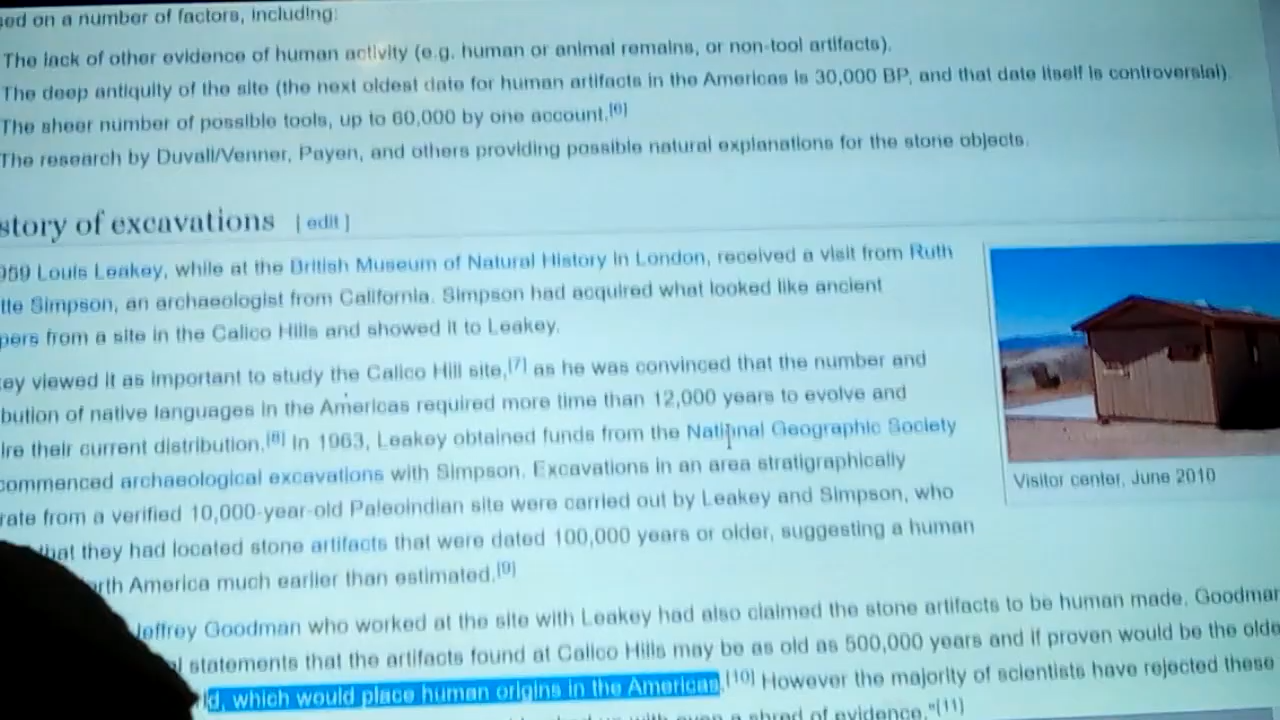 sed on a number of factors, including:
The lack of other evidence of human activity (e.g. human or animal remains, or non-tool artifacts).
The deep antiquity of the site (the next oldest date for human artifacts in the Americas is 30,000 BP, and that date itself is controversial).
The sheer number of possible tools, up to 60,000 by one account.[6]
The research by Duvall/Venner, Payen, and others providing possible natural explanations for the stone objects.
story of excavations [ edit ]
959 Louis Leakey, while at the British Museum of Natural History in London, received a visit from Ruth
tte Simpson, an archaeologist from California. Simpson had acquired what looked like ancient
pers from a site in the Calico Hills and showed it to Leakey.
ey viewed it as important to study the Calico Hill site,[7] as he was convinced that the number and
bution of native languages in the Americas required more time than 12,000 years to evolve and
ire their current distribution.[8] In 1963, Leakey obtained funds from the National Geographic Society
commenced archaeological excavations with Simpson. Excavations in an area stratigraphically
rate from a verified 10,000-year-old Paleoindian site were carried out by Leakey and Simpson, who
that they had located stone artifacts that were dated 100,000 years or older, suggesting a human
rth America much earlier than estimated.[9]
Visitor center, June 2010
Jeffrey Goodman who worked at the site with Leakey had also claimed the stone artifacts to be human made. Goodman
l statements that the artifacts found at Calico Hills may be as old as 500,000 years and if proven would be the olde
d, which would place human origins in the Americas.[10] However the majority of scientists have rejected these
with even a shred of evidence."[11]